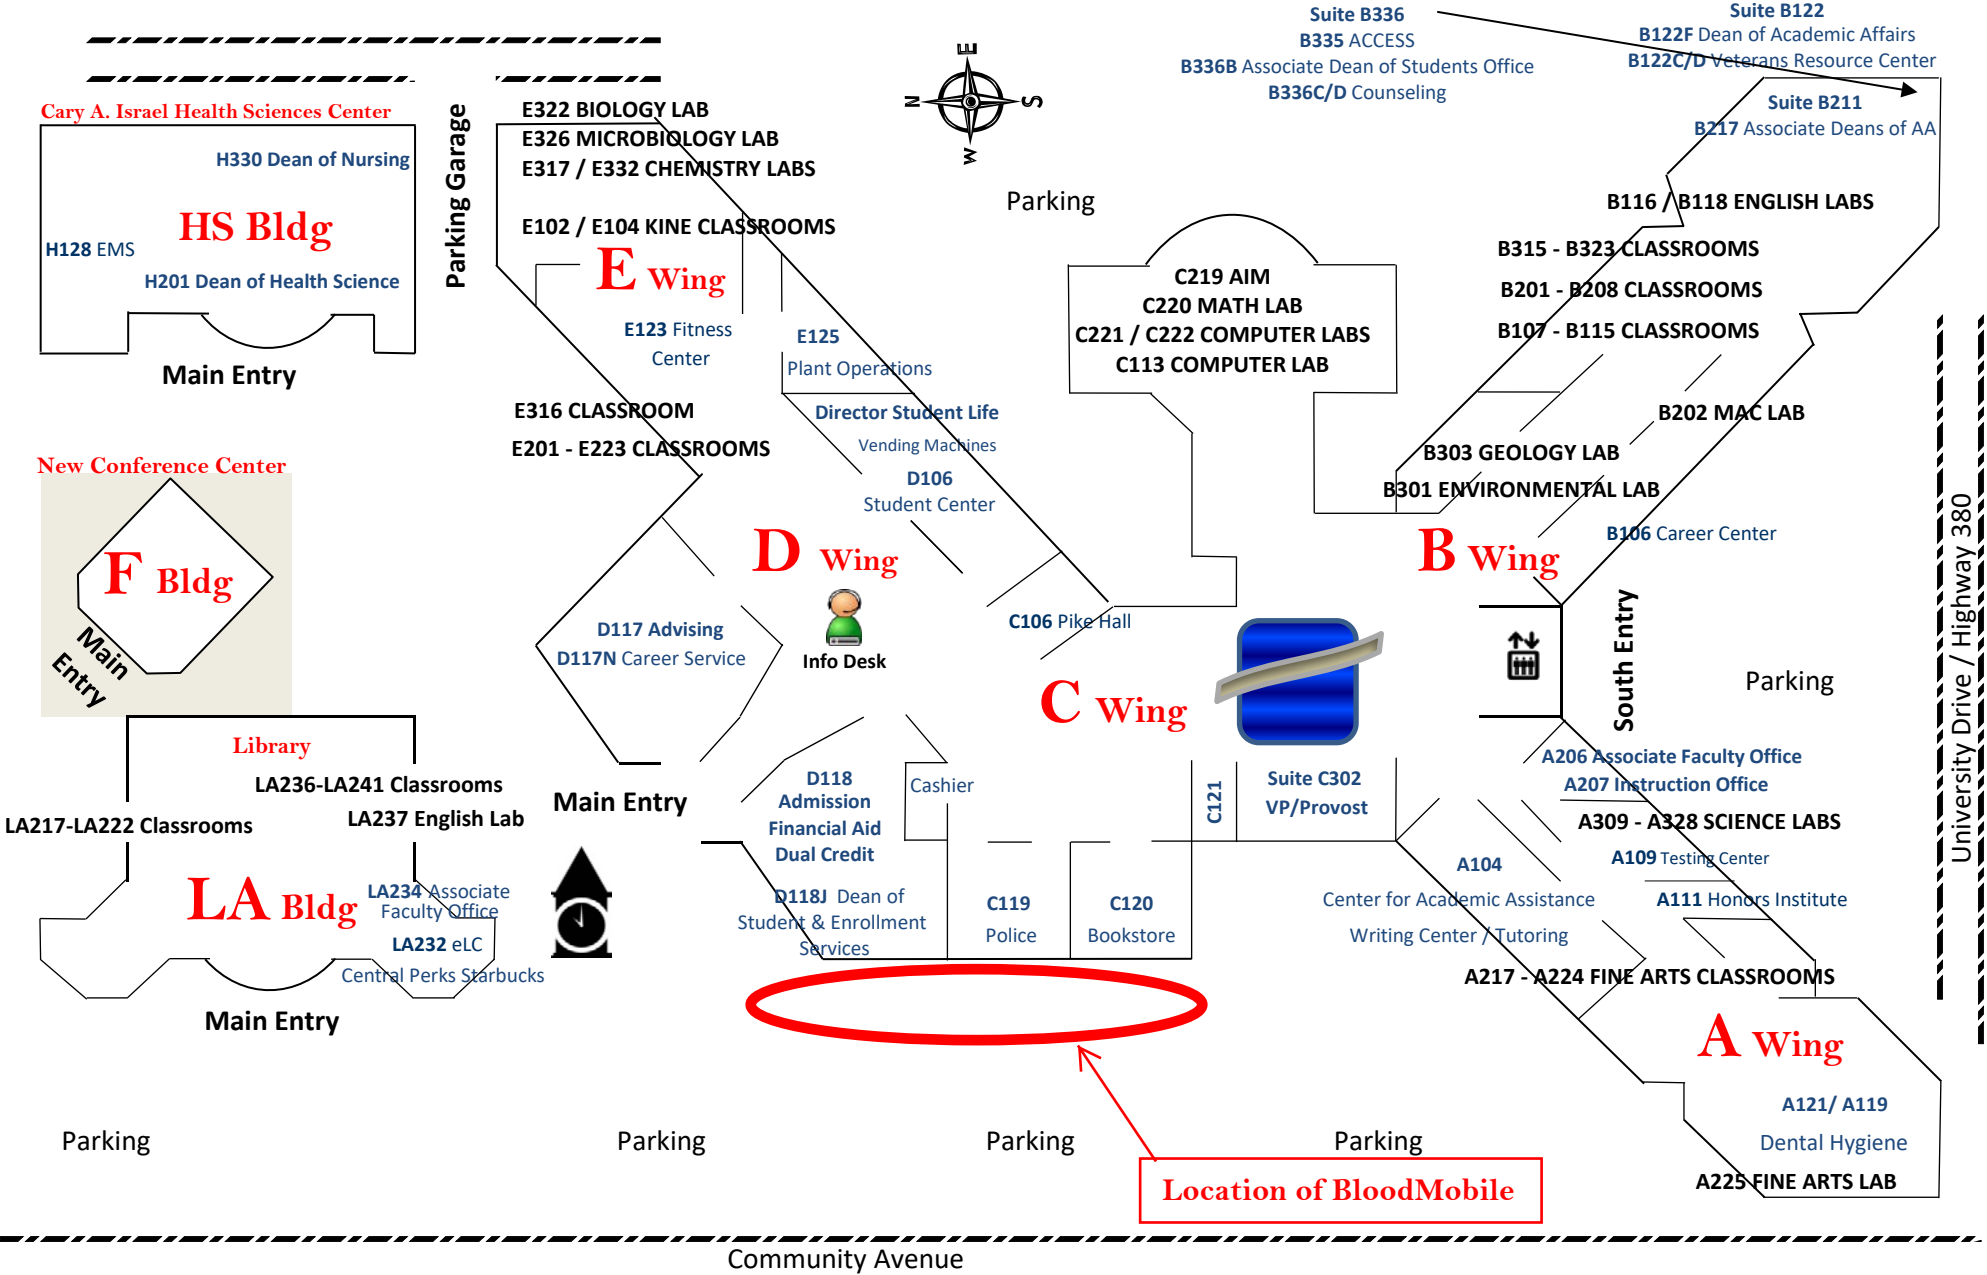 Suite B336
B335 ACCESS
B336B Associate Dean of Students Office
B336C/D Counseling
Suite B122
B122F Dean of Academic Affairs
B122C/D Veterans Resource Center
Suite B211
B217 Associate Deans of AA
E
N
S
W
Cary A. Israel Health Sciences Center
H330 Dean of Nursing
HS Bldg
H128 EMS
H201 Dean of Health Science
Main Entry
Parking Garage
E322 BIOLOGY LAB
E326 MICROBIOLOGY LAB
E317 / E332 CHEMISTRY LABS
E102 / E104 KINE CLASSROOMS
E Wing
E123 Fitness
Center
E125
Plant Operations
E316 CLASSROOM
E201 - E223 CLASSROOMS
Director Student Life
Vending Machines
D106
Student Center
Parking
C219 AIM
C220 MATH LAB
C221 / C222 COMPUTER LABS
C113 COMPUTER LAB
B116 / B118 ENGLISH LABS
B315 - B323 CLASSROOMS
B201 - B208 CLASSROOMS
B107 - B115 CLASSROOMS
B202 MAC LAB
B303 GEOLOGY LAB
B301 ENVIRONMENTAL LAB
B106 Career Center
B Wing
University Drive / Highway 380
New Conference Center
F Bldg
Main
Entry
D Wing
Info Desk
D117 Advising
D117N Career Service
C106 Pike Hall
C Wing
South Entry
Parking
Library
LA236-LA241 Classrooms
LA217-LA222 Classrooms
LA237 English Lab
LA Bldg
LA234 Associate
Faculty Office
LA232 eLC
Central Perks Starbucks
Main Entry
Main Entry
D118
Admission
Financial Aid
Dual Credit
D118J Dean of
Student & Enrollment
Services
Cashier
C119
Police
C120
Bookstore
C121
Suite C302
VP/Provost
A206 Associate Faculty Office
A207 Instruction Office
A309 - A328 SCIENCE LABS
A109 Testing Center
A104
Center for Academic Assistance
Writing Center / Tutoring
A111 Honors Institute
A217 - A224 FINE ARTS CLASSROOMS
A Wing
A121/ A119
Dental Hygiene
A225 FINE ARTS LAB
Parking
Parking
Parking
Parking
Location of BloodMobile
Community Avenue